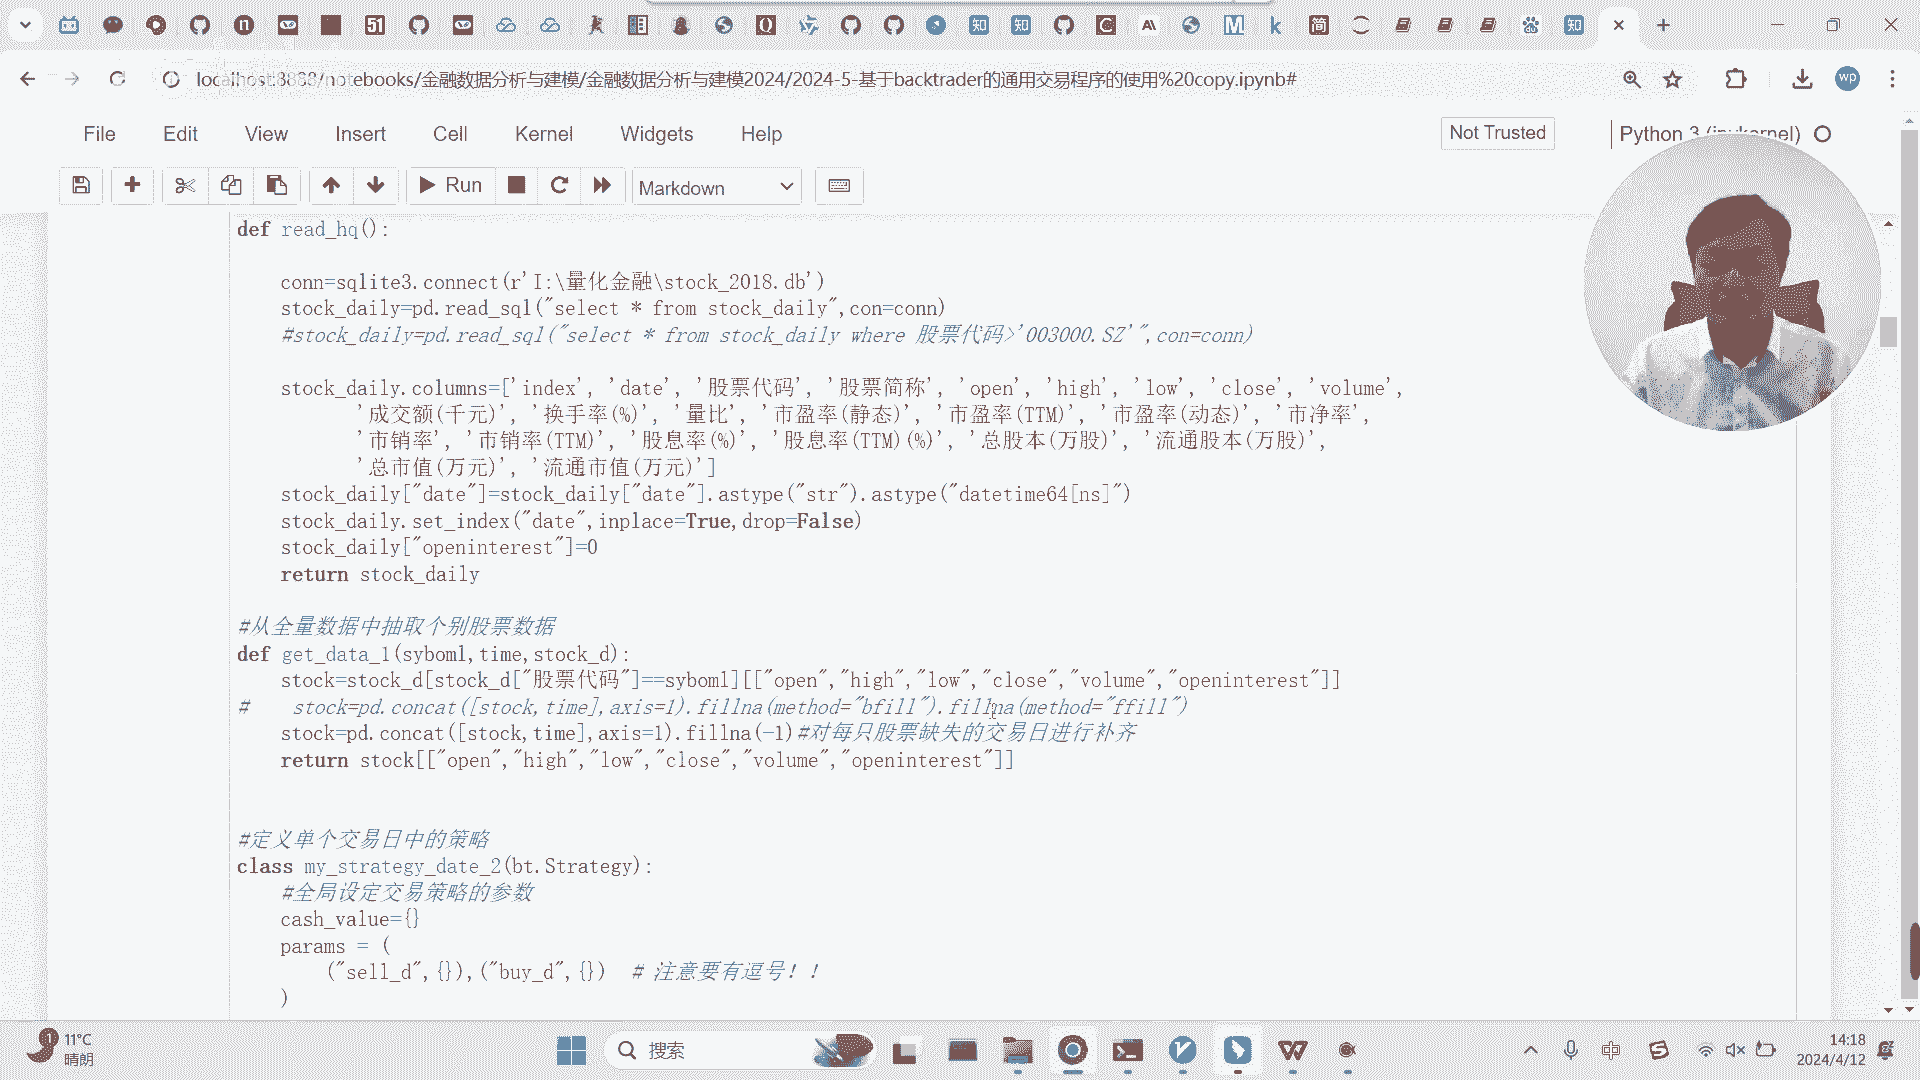 localhost:8888/notebooks/金融数据分析与建模/金融数据分析与建模2024/2024-5-基于backtrader的通用交易程序的使用%20copy.ipynb#
wp
File Edit View Insert Cell Kernel Widgets Help
Not Trusted
Python 3
Run
Markdown
def read_hq():
conn=sqlite3.connect(r'I:\量化金融\stock_2018.db')
stock_daily=pd.read_sql("select * from stock_daily",con=conn)
#stock_daily=pd.read_sql("select * from stock_daily where 股票代码>'003000.SZ'",con=conn)
stock_daily.columns=['index', 'date', '股票代码', '股票简称', 'open', 'high', 'low', 'close', 'volume',
'成交额(千元)', '换手率(%)', '量比', '市盈率(静态)', '市盈率(TTM)', '市盈率(动态)', '市净率',
'市销率', '市销率(TTM)', '股息率(%)', '股息率(TTM)(%)', '总股本(万股)', '流通股本(万股)',
'总市值(万元)', '流通市值(万元)']
stock_daily["date"]=stock_daily["date"].astype("str").astype("datetime64[ns]")
stock_daily.set_index("date",inplace=True,drop=False)
stock_daily["openinterest"]=0
return stock_daily
#从全量数据中抽取个别股票数据
def get_data_1(syboml,time,stock_d):
stock=stock_d[stock_d["股票代码"]==syboml][["open","high","low","close","volume","openinterest"]]
# stock=pd.concat([stock,time],axis=1).fillna(method="bfill").fillna(method="ffill")
stock=pd.concat([stock,time],axis=1).fillna(-1)#对每只股票缺失的交易日进行补齐
return stock[["open","high","low","close","volume","openinterest"]]
#定义单个交易日中的策略
class my_strategy_date_2(bt.Strategy):
#全局设定交易策略的参数
cash_value={}
params = (
("sell_d",{}),("buy_d",{}) # 注意要有逗号！！
)
11°C
晴朗
搜索
中
14:18
2024/4/12